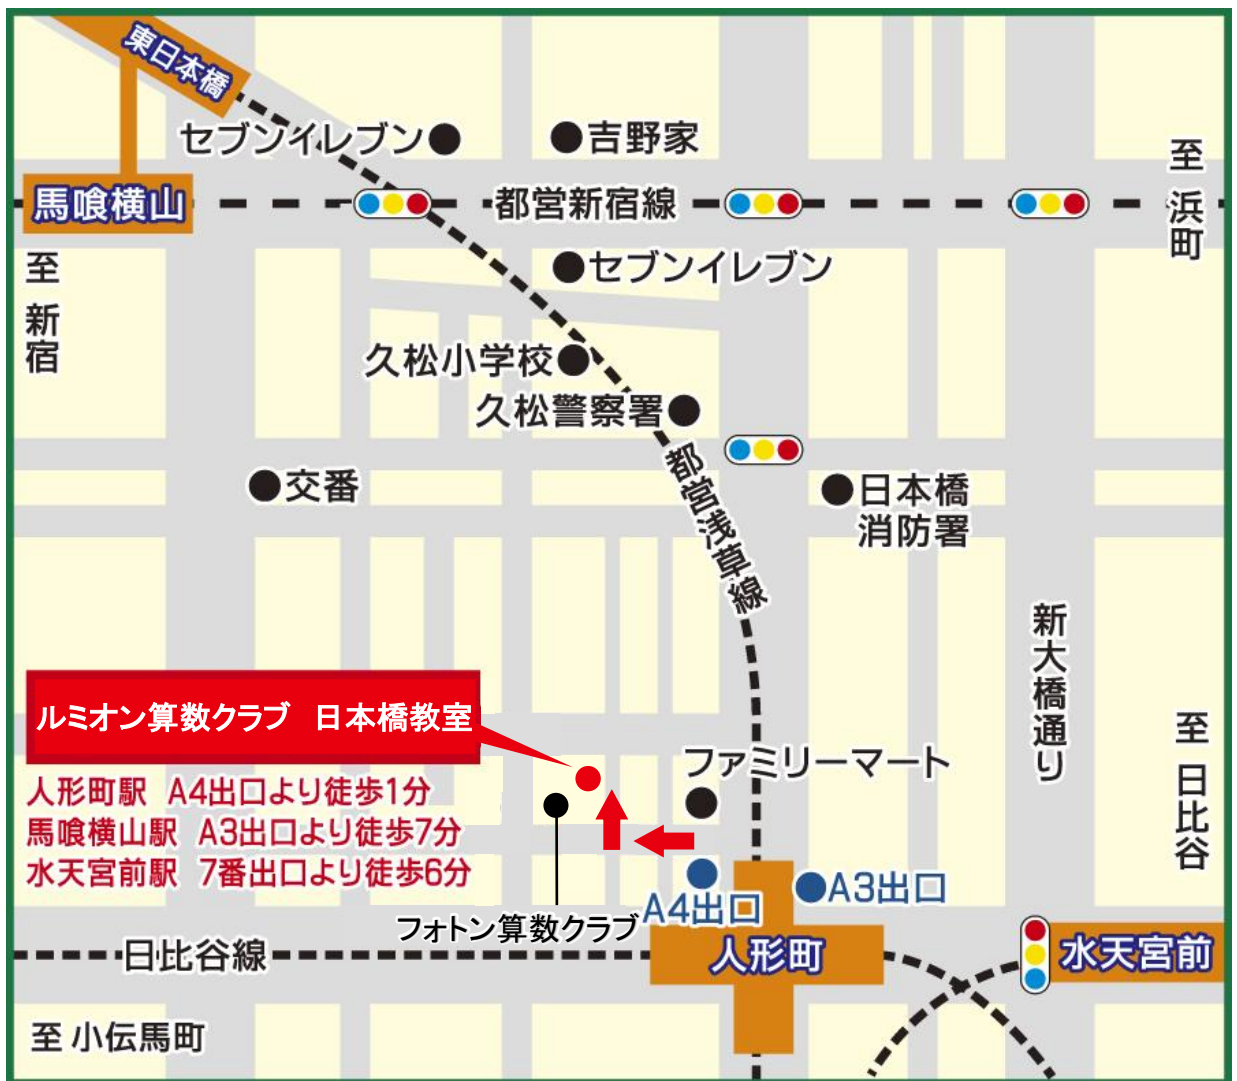 東日本橋
セブンイレブン
吉野家
馬喰横山
都営新宿線
至 浜町
至 新宿
セブンイレブン
久松小学校
久松警察署
都営浅草線
交番
日本橋
消防署
新大橋通り
ルミオン算数クラブ　日本橋教室
人形町駅 A4出口より徒歩1分
馬喰横山駅 A3出口より徒歩7分
水天宮前駅 7番出口より徒歩6分
ファミリーマート
至 日比谷
フォトン算数クラブ
A4出口
A3出口
日比谷線
人形町
水天宮前
至 小伝馬町